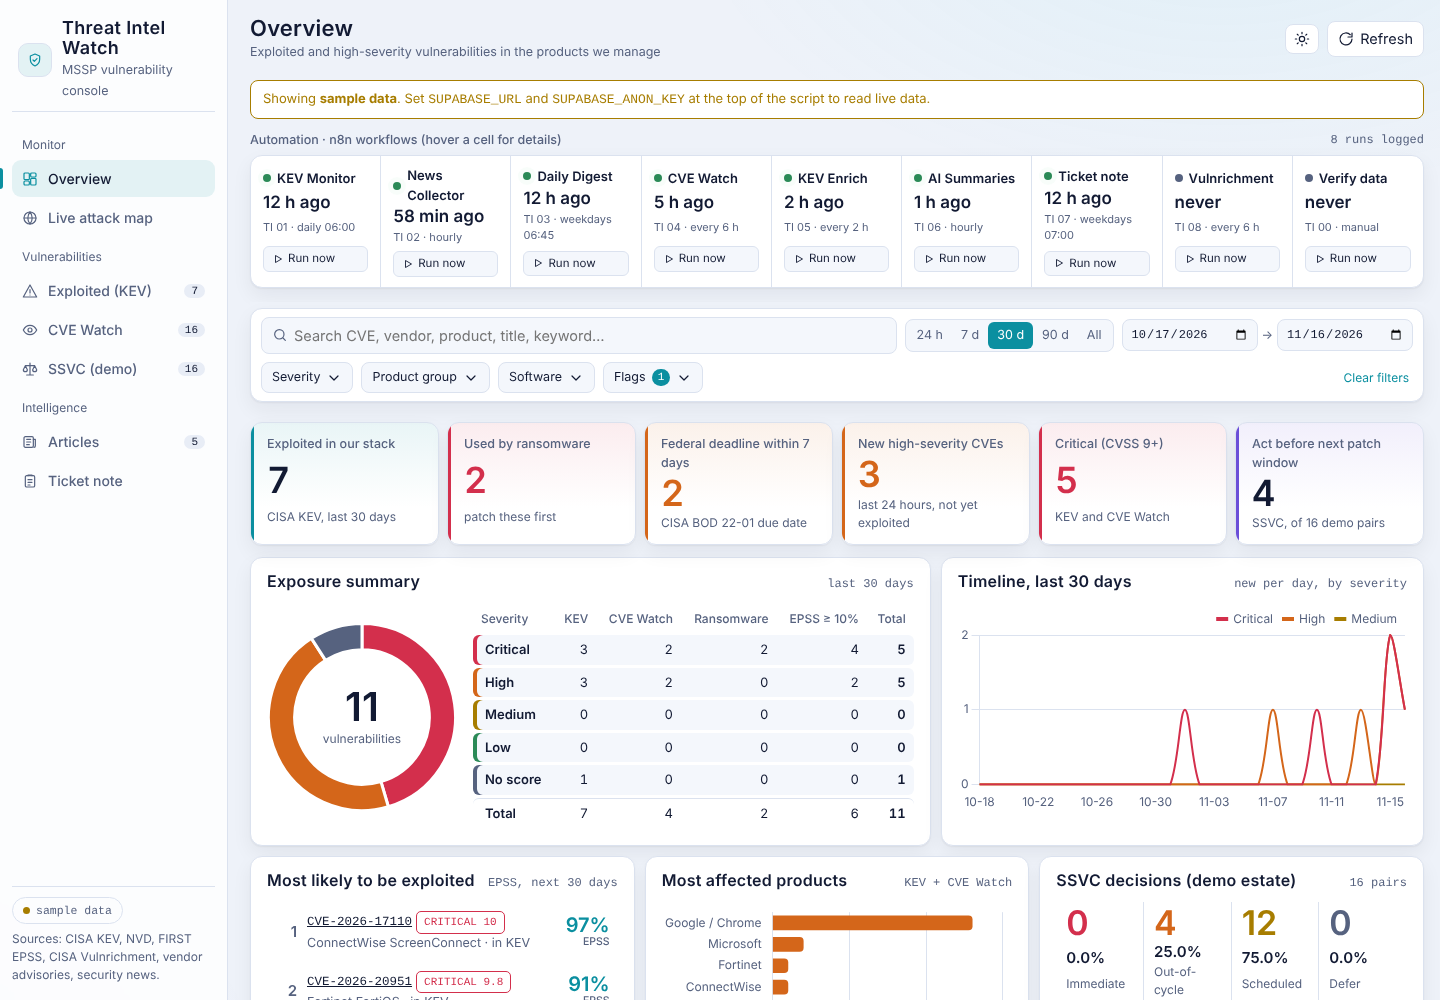 Threat Intel
Watch
MSSP vulnerability
console
Monitor
Overview
Live attack map
Vulnerabilities
Exploited (KEV) 7
CVE Watch 16
SSVC (demo) 16
Intelligence
Articles 5
Ticket note
sample data
Sources: CISA KEV, NVD, FIRST
EPSS, CISA Vulnrichment, vendor
advisories, security news.
Overview
Exploited and high-severity vulnerabilities in the products we manage
Refresh
Showing sample data. Set SUPABASE_URL and SUPABASE_ANON_KEY at the top of the script to read live data.
Automation · n8n workflows (hover a cell for details)
8 runs logged
KEV Monitor
12 h ago
TI 01 · daily 06:00
Run now
News
Collector
58 min ago
TI 02 · hourly
Run now
Daily Digest
12 h ago
TI 03 · weekdays
06:45
Run now
CVE Watch
5 h ago
TI 04 · every 6 h
Run now
KEV Enrich
2 h ago
TI 05 · every 2 h
Run now
AI Summaries
1 h ago
TI 06 · hourly
Run now
Ticket note
12 h ago
TI 07 · weekdays
07:00
Run now
Vulnrichment
never
TI 08 · every 6 h
Run now
Verify data
never
TI 00 · manual
Run now
Search CVE, vendor, product, title, keyword...
24 h 7 d 30 d 90 d All
10/17/2026 → 11/16/2026
Severity Product group Software Flags 1
Clear filters
Exploited in our stack
7
CISA KEV, last 30 days
Used by ransomware
2
patch these first
Federal deadline within 7
days
2
CISA BOD 22-01 due date
New high-severity CVEs
3
last 24 hours, not yet
exploited
Critical (CVSS 9+)
5
KEV and CVE Watch
Act before next patch
window
4
SSVC, of 16 demo pairs
Exposure summary
last 30 days
11
vulnerabilities
Severity KEV CVE Watch Ransomware EPSS ≥ 10% Total
Critical 3 2 2 4 5
High 3 2 0 2 5
Medium 0 0 0 0 0
Low 0 0 0 0 0
No score 1 0 0 0 1
Total 7 4 2 6 11
Timeline, last 30 days
new per day, by severity
Critical High Medium
2
1
0
10-18 10-22 10-26 10-30 11-03 11-07 11-11 11-15
Most likely to be exploited
EPSS, next 30 days
1 CVE-2026-17110 CRITICAL 10 97%
ConnectWise ScreenConnect · in KEV EPSS
2 CVE-2026-20951 CRITICAL 9.8 91%
Fortinet FortiOS · in KEV EPSS
Most affected products
KEV + CVE Watch
Google / Chrome
Microsoft
Fortinet
ConnectWise
SSVC decisions (demo estate)
16 pairs
0
0.0%
Immediate
4
25.0%
Out-of-
cycle
12
75.0%
Scheduled
0
0.0%
Defer